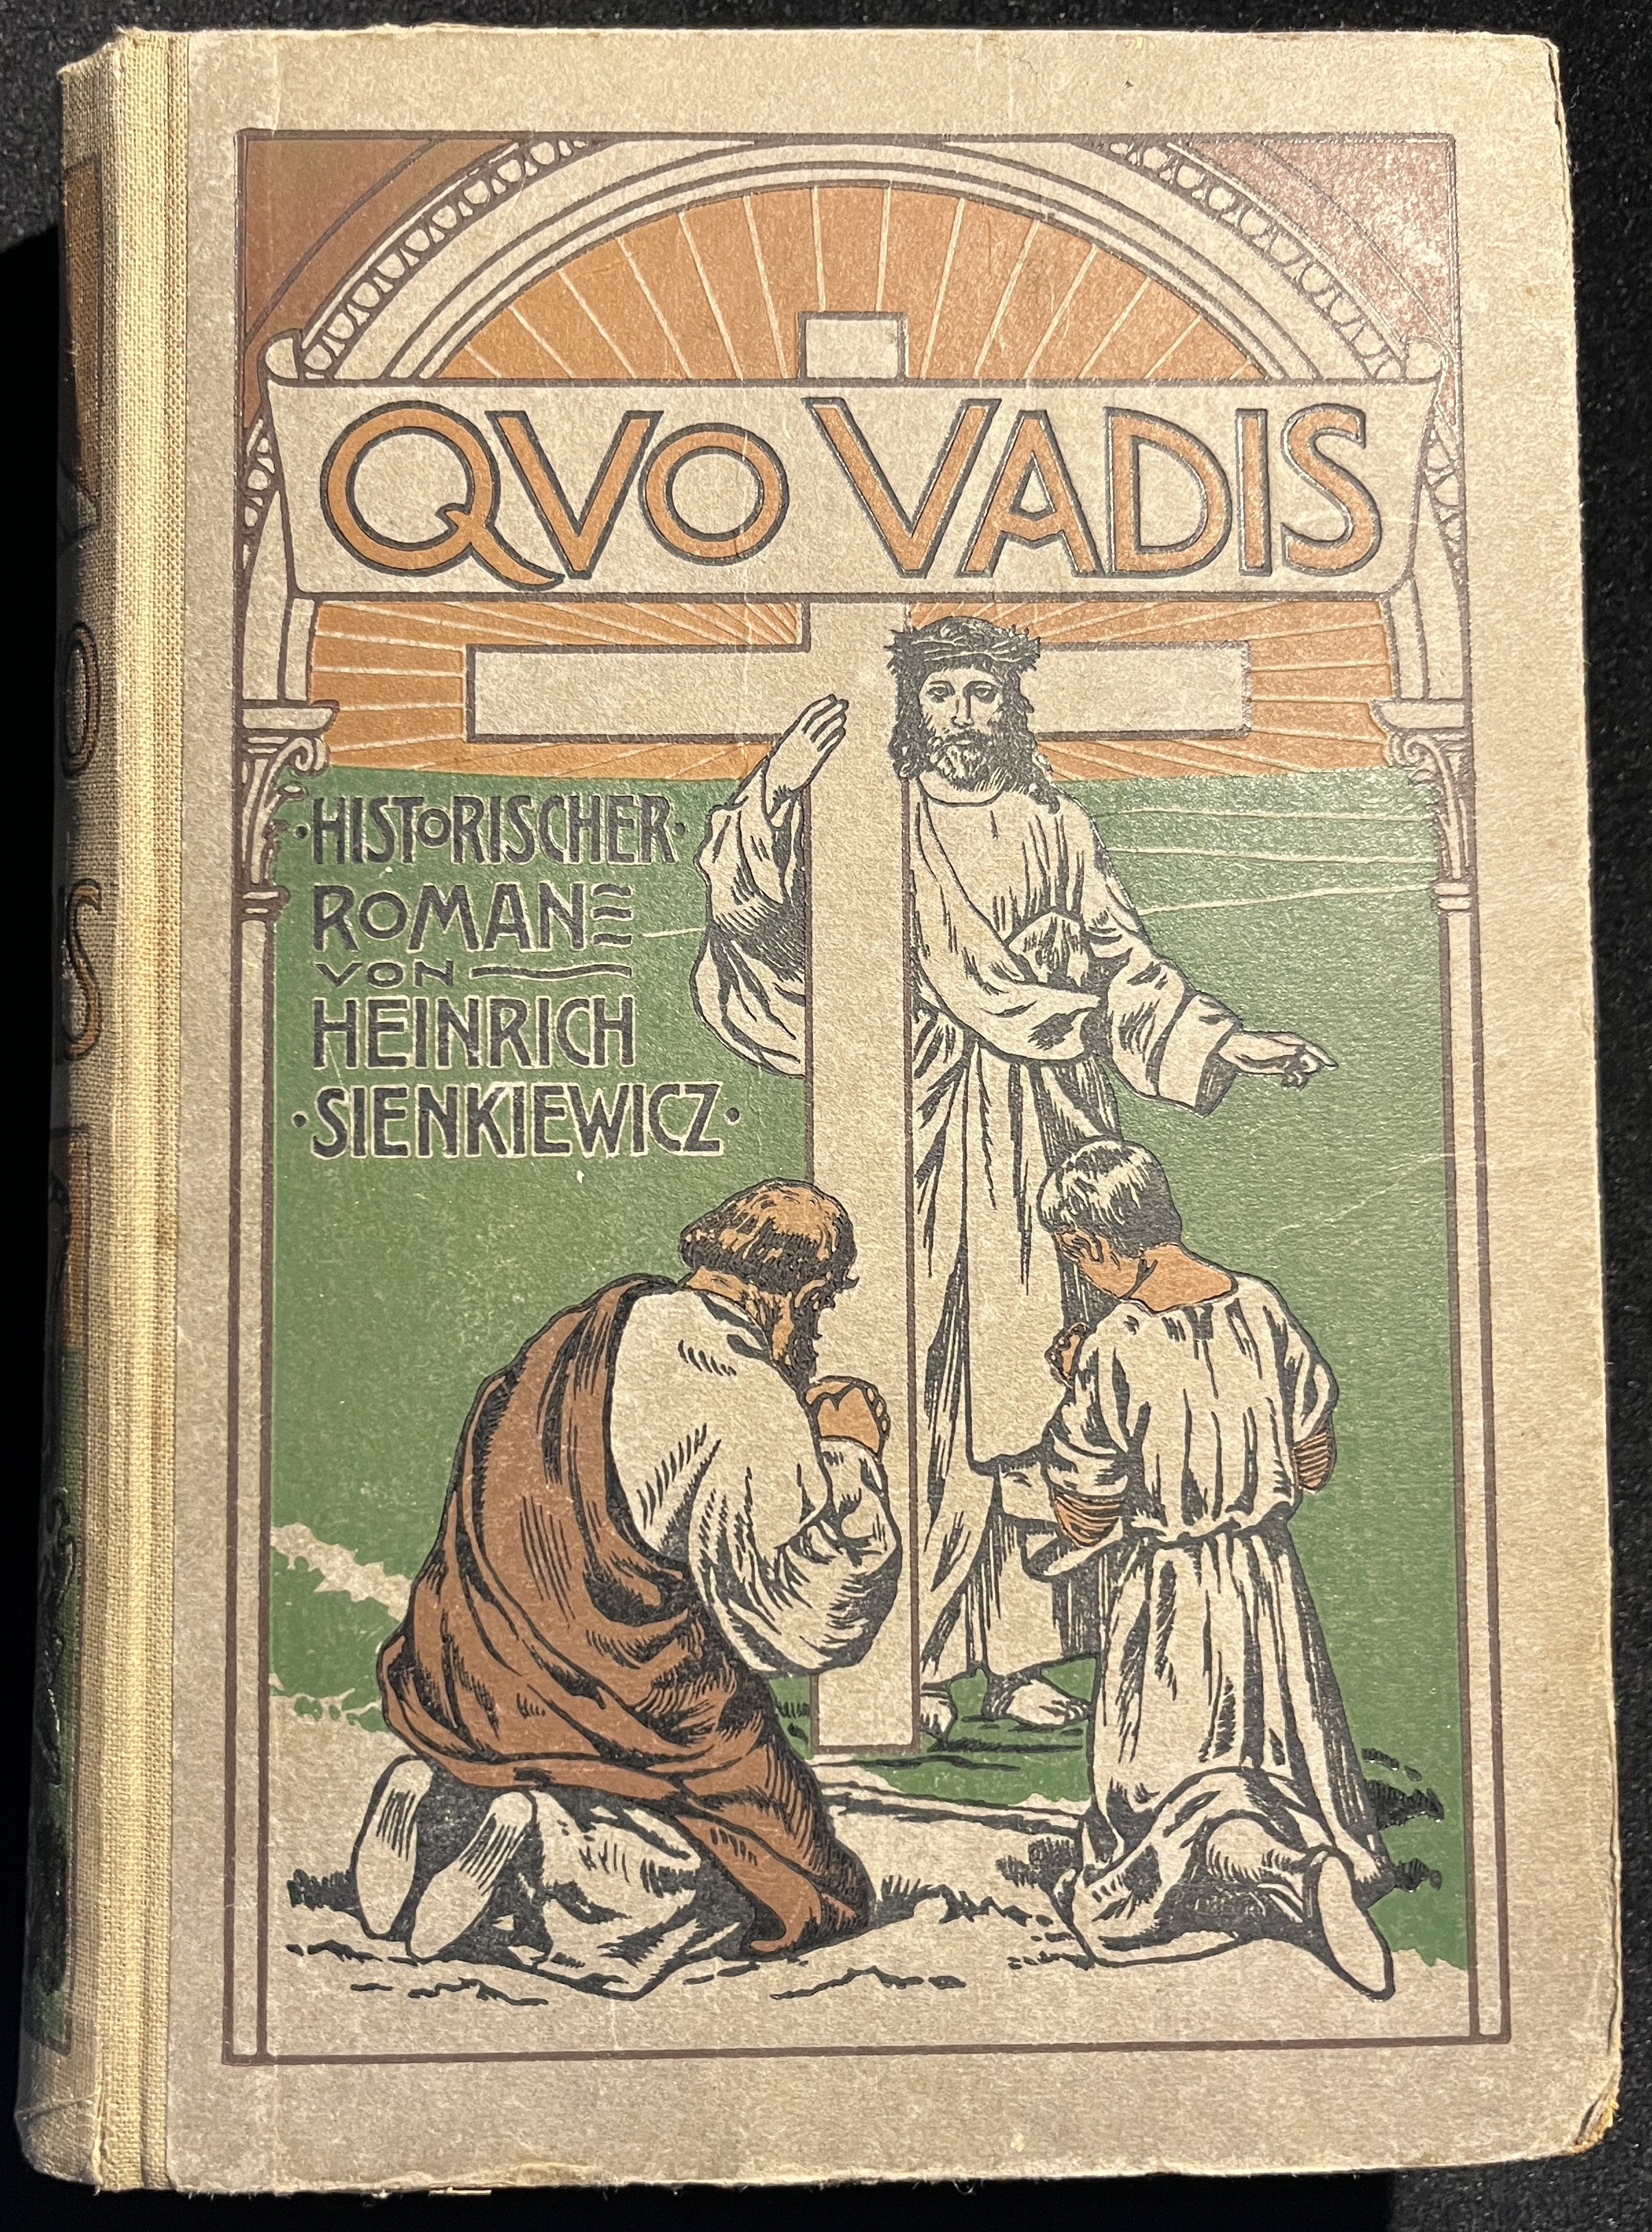 QVO VADIS
·HISTORISCHER·
ROMAN
VON
HEINRICH
·SIENKIEWICZ·